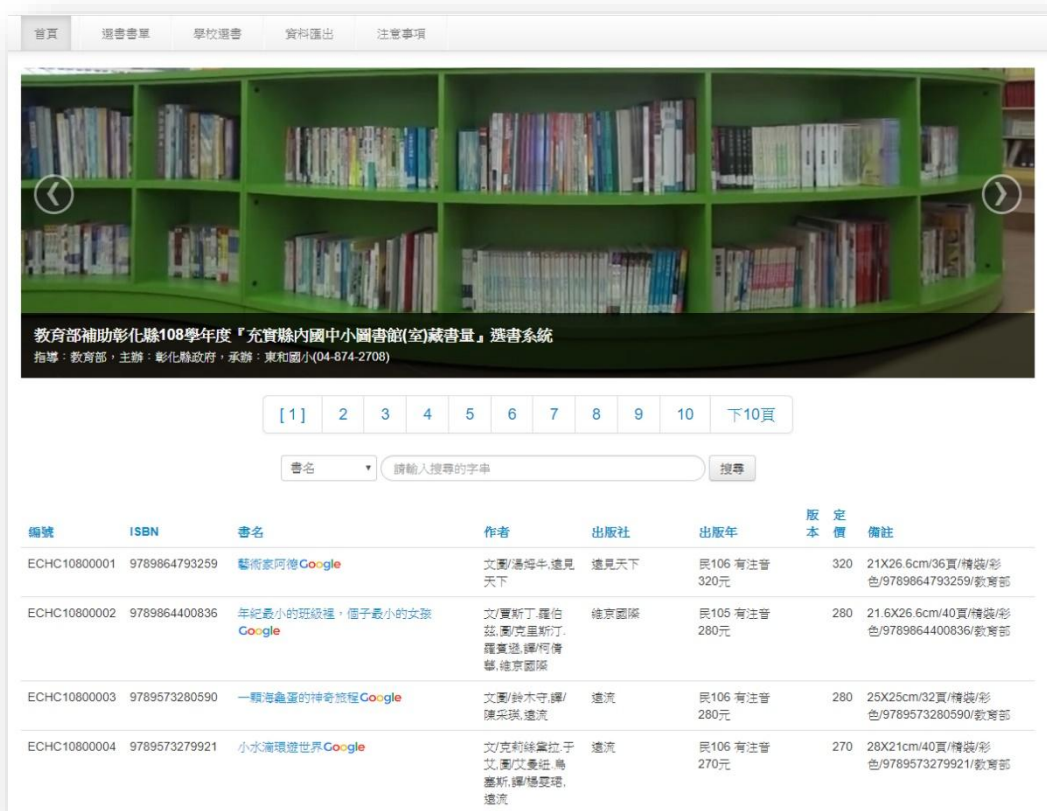 首頁 選書書單 學校選書 資料匯出 注意事項
教育部補助彰化縣108學年度『充實縣內國中小圖書館(室)藏書量』選書系統
指導：教育部，主辦：彰化縣政府，承辦：東和國小(04-874-2708)
[ 1 ] 2 3 4 5 6 7 8 9 10 下10頁
書名 請輸入搜尋的字串 搜尋
編號 ISBN 書名 作者 出版社 出版年 版本 定價 備註
ECHC10800001 9789864793259 藝術家阿僚Google 文圖/湯姆牛,遠見 遠見天下 民106 有注音 320 21X26.6cm/36頁/精裝/彩
天下 320元 色/9789864793259/教育部
ECHC10800002 9789864400836 年紀最小的班級裡，個子最小的女孩 文/賈斯丁.羅伯 維京國際 民105 有注音 280 21.6X26.6cm/40頁/精裝/彩
Google 茲,圖/克里斯汀. 280元 色/9789864400836/教育部
羅賓遜,譯/柯倩
華,維京國際
ECHC10800003 9789573280590 一顆海龜蛋的神奇旅程Google 文圖/鈴木守,譯/ 遠流 民106 有注音 280 25X25cm/32頁/精裝/彩
陳采瑛,遠流 280元 色/9789573280590/教育部
ECHC10800004 9789573279921 小水滴環遊世界Google 文/克莉絲黛拉.于 遠流 民106 有注音 270 28X21cm/40頁/精裝/彩
艾,圖/艾曼紐.烏 270元 色/9789573279921/教育部
塞斯,譯/楊雯珺,
遠流